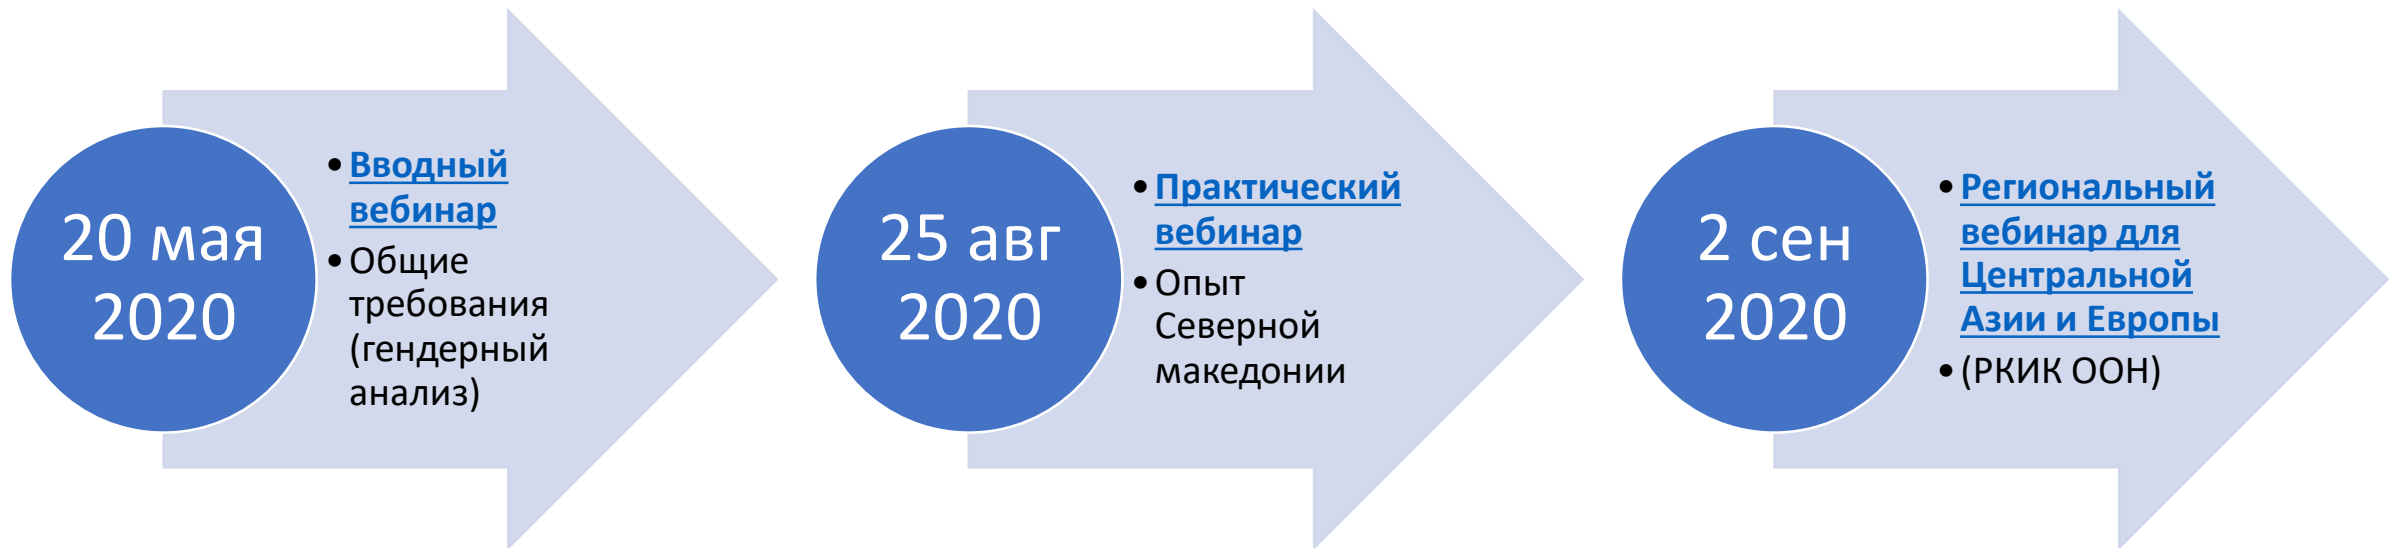 20 мая
2020
•Вводный
вебинар
•Общие
требования
(гендерный
анализ)
25 авг
2020
•Практический
вебинар
•Опыт
Северной
македонии
2 сен
2020
•Региональный
вебинар для
Центральной
Азии и Европы
•(РКИК ООН)